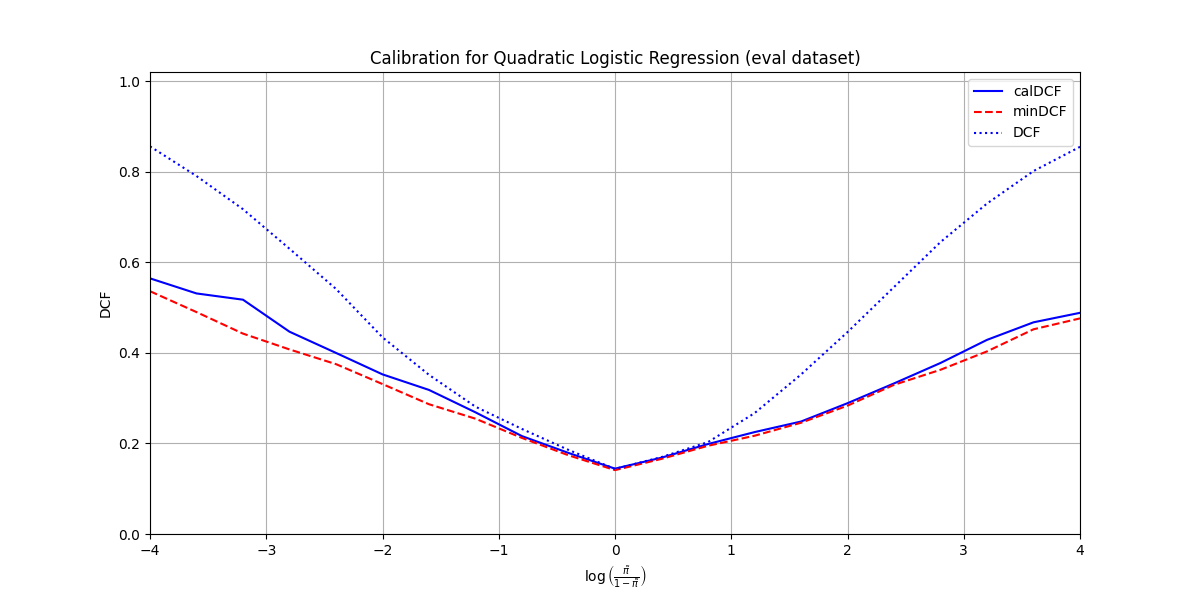 Calibration for Quadratic Logistic Regression (eval dataset)
calDCF
minDCF
DCF
DCF
1.0
0.8
0.6
0.4
0.2
0.0
−4 −3 −2 −1 0 1 2 3 4
log(π̃/(1−π̃))